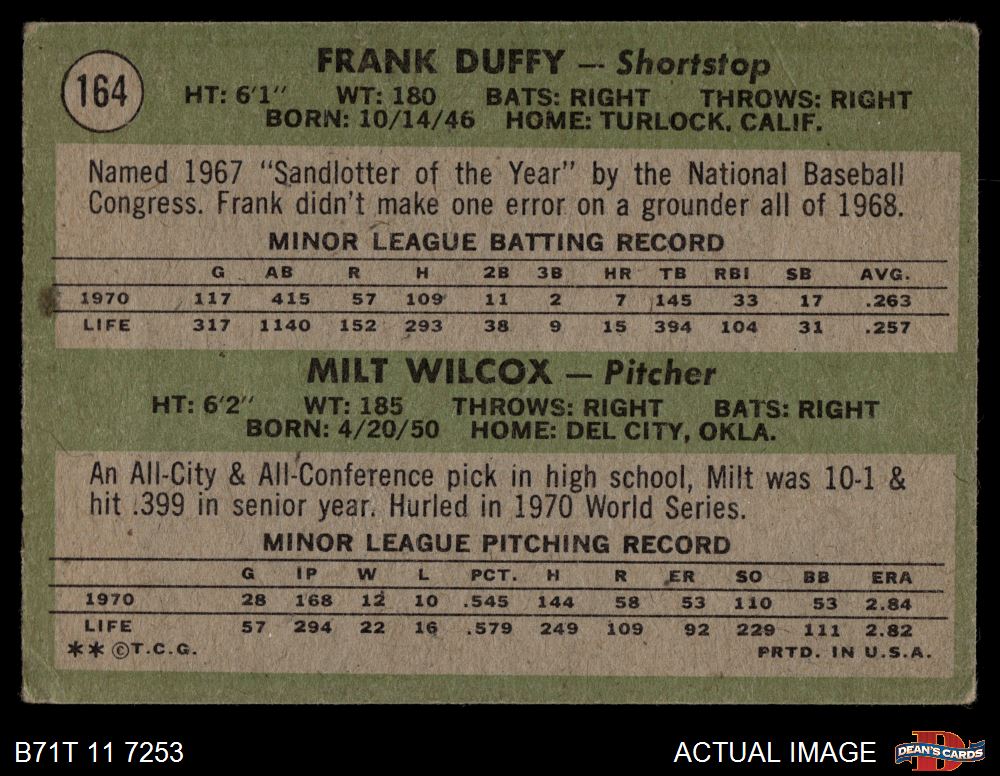 164
FRANK DUFFY — Shortstop
HT: 6'1" WT: 180 BATS: RIGHT THROWS: RIGHT
BORN: 10/14/46 HOME: TURLOCK, CALIF.
Named 1967 "Sandlotter of the Year" by the National Baseball
Congress. Frank didn't make one error on a grounder all of 1968.
MINOR LEAGUE BATTING RECORD
G AB R H 2B 3B HR TB RBI SB AVG.
1970 117 415 57 109 11 2 7 145 33 17 .263
LIFE 317 1140 152 293 38 9 15 394 104 31 .257
MILT WILCOX — Pitcher
HT: 6'2" WT: 185 THROWS: RIGHT BATS: RIGHT
BORN: 4/20/50 HOME: DEL CITY, OKLA.
An All-City & All-Conference pick in high school, Milt was 10-1 &
hit .399 in senior year. Hurled in 1970 World Series.
MINOR LEAGUE PITCHING RECORD
G IP W L PCT. H R ER SO BB ERA
1970 28 168 12 10 .545 144 58 53 110 53 2.84
LIFE 57 294 22 16 .579 249 109 92 229 111 2.82
** ©T.C.G. PRTD. IN U.S.A.
B71T 11 7253 ACTUAL IMAGE DEAN'S CARDS